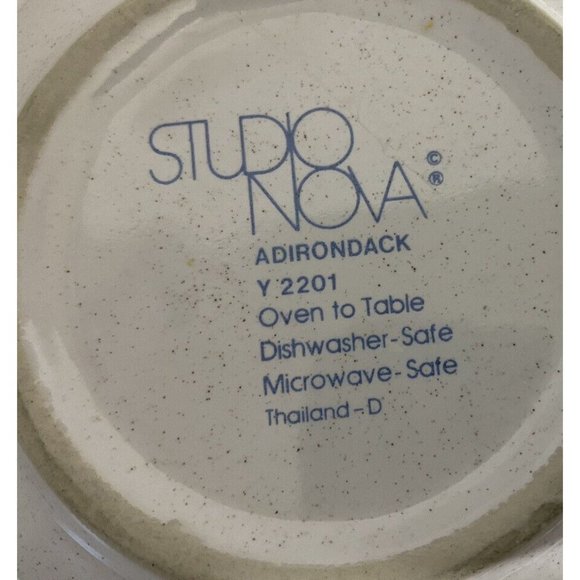 STUDIO
NOVA ©
®
ADIRONDACK
Y 2201
Oven to Table
Dishwasher-Safe
Microwave-Safe
Thailand-D